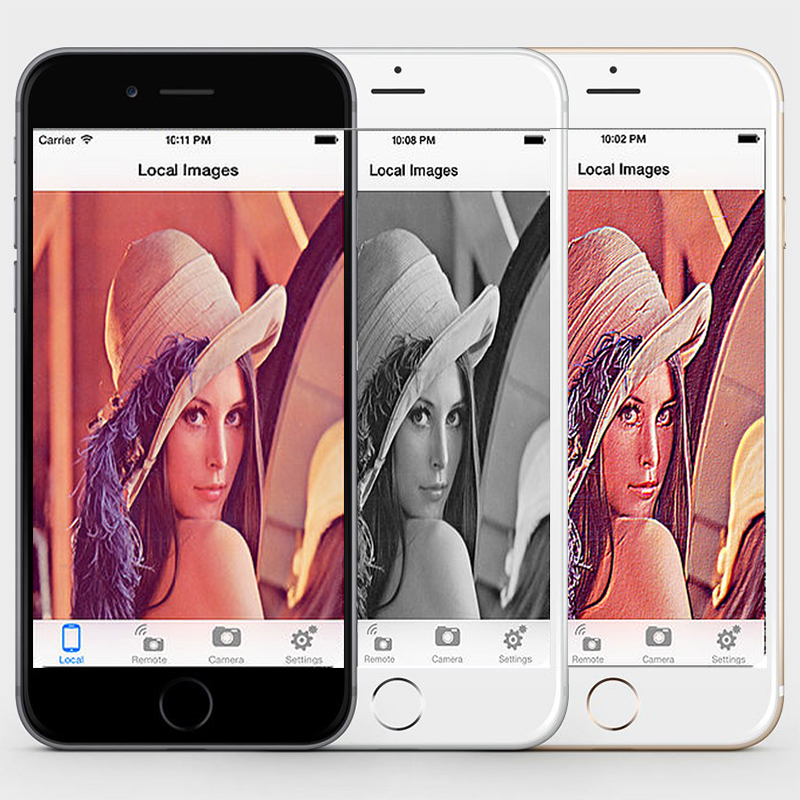 Carrier 10:11 PM
Local Images
Local Remote Camera Settings
10:08 PM
Local Images
Remote Camera Settings
10:02 PM
Local Images
Remote Camera Settings